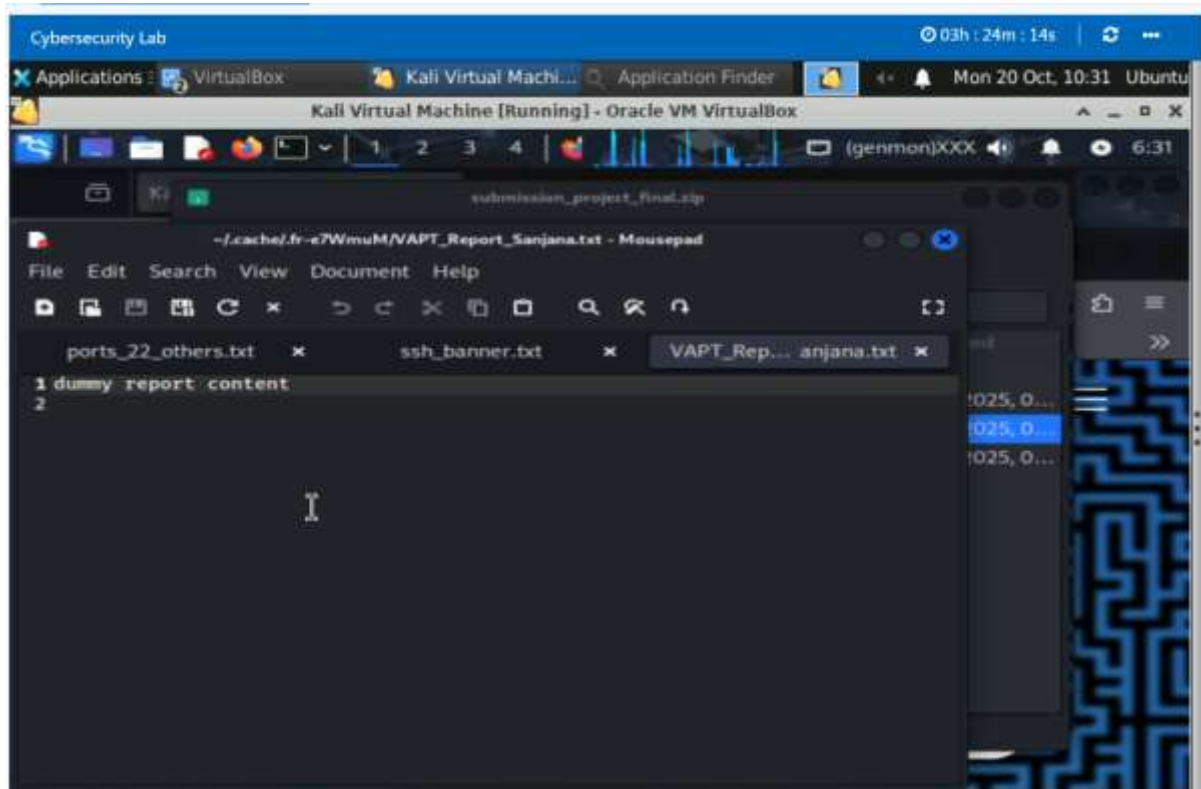 Cybersecurity Lab 03h : 24m : 14s
Applications VirtualBox Kali Virtual Machi... Application Finder Mon 20 Oct, 10:31 Ubuntu
Kali Virtual Machine [Running] - Oracle VM VirtualBox
1 2 3 4 (genmon)XXX 6:31
submission_project_final.zip
~/.cache/.fr-e7WmuM/VAPT_Report_Sanjana.txt - Mousepad
File Edit Search View Document Help
ports_22_others.txt ssh_banner.txt VAPT_Rep... anjana.txt
1 dummy report content
2
2025, 0...
2025, 0...
2025, 0...